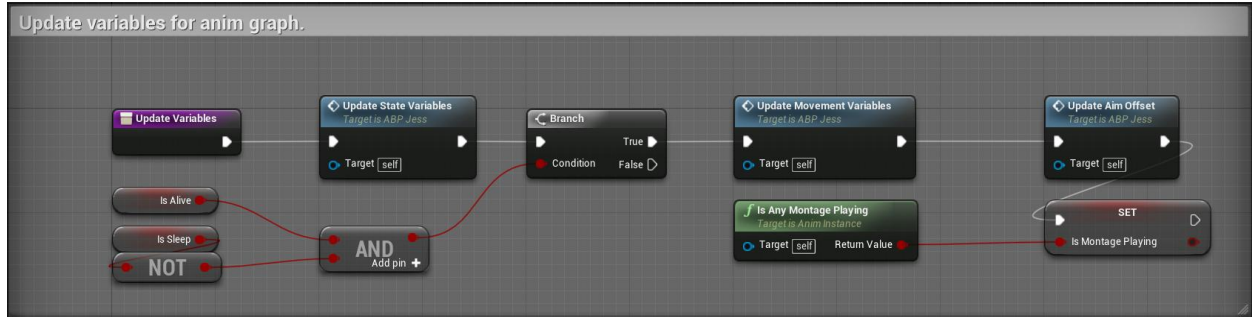 Update variables for anim graph.
Update Variables
Update State Variables
Target is ABP Jess
Target self
Branch
True
Condition
False
Update Movement Variables
Target is ABP Jess
Target self
Update Aim Offset
Target is ABP Jess
Target self
Is Alive
Is Sleep
NOT
AND
Add pin
f Is Any Montage Playing
Target is Anim Instance
Target self
Return Value
SET
Is Montage Playing